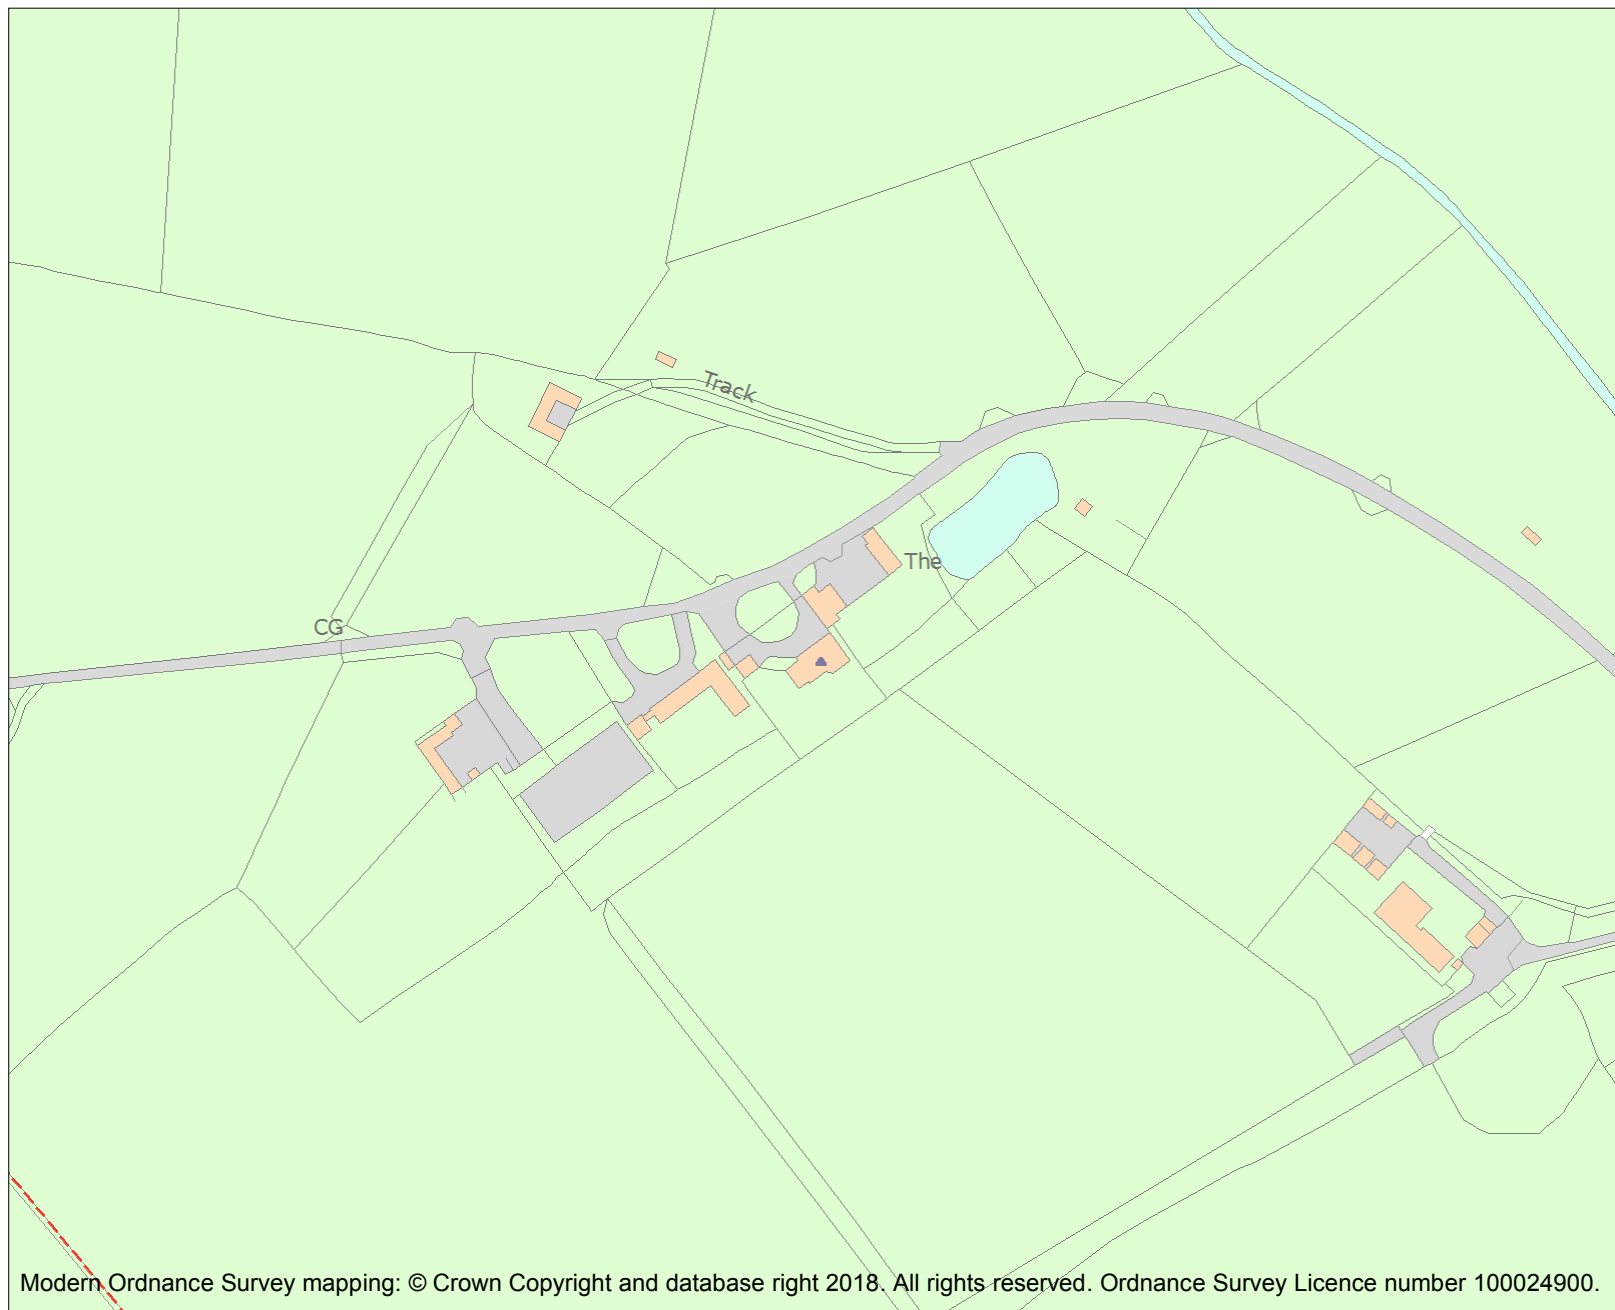 Track
The
CG
Modern Ordnance Survey mapping: © Crown Copyright and database right 2018. All rights reserved. Ordnance Survey Licence number 100024900.